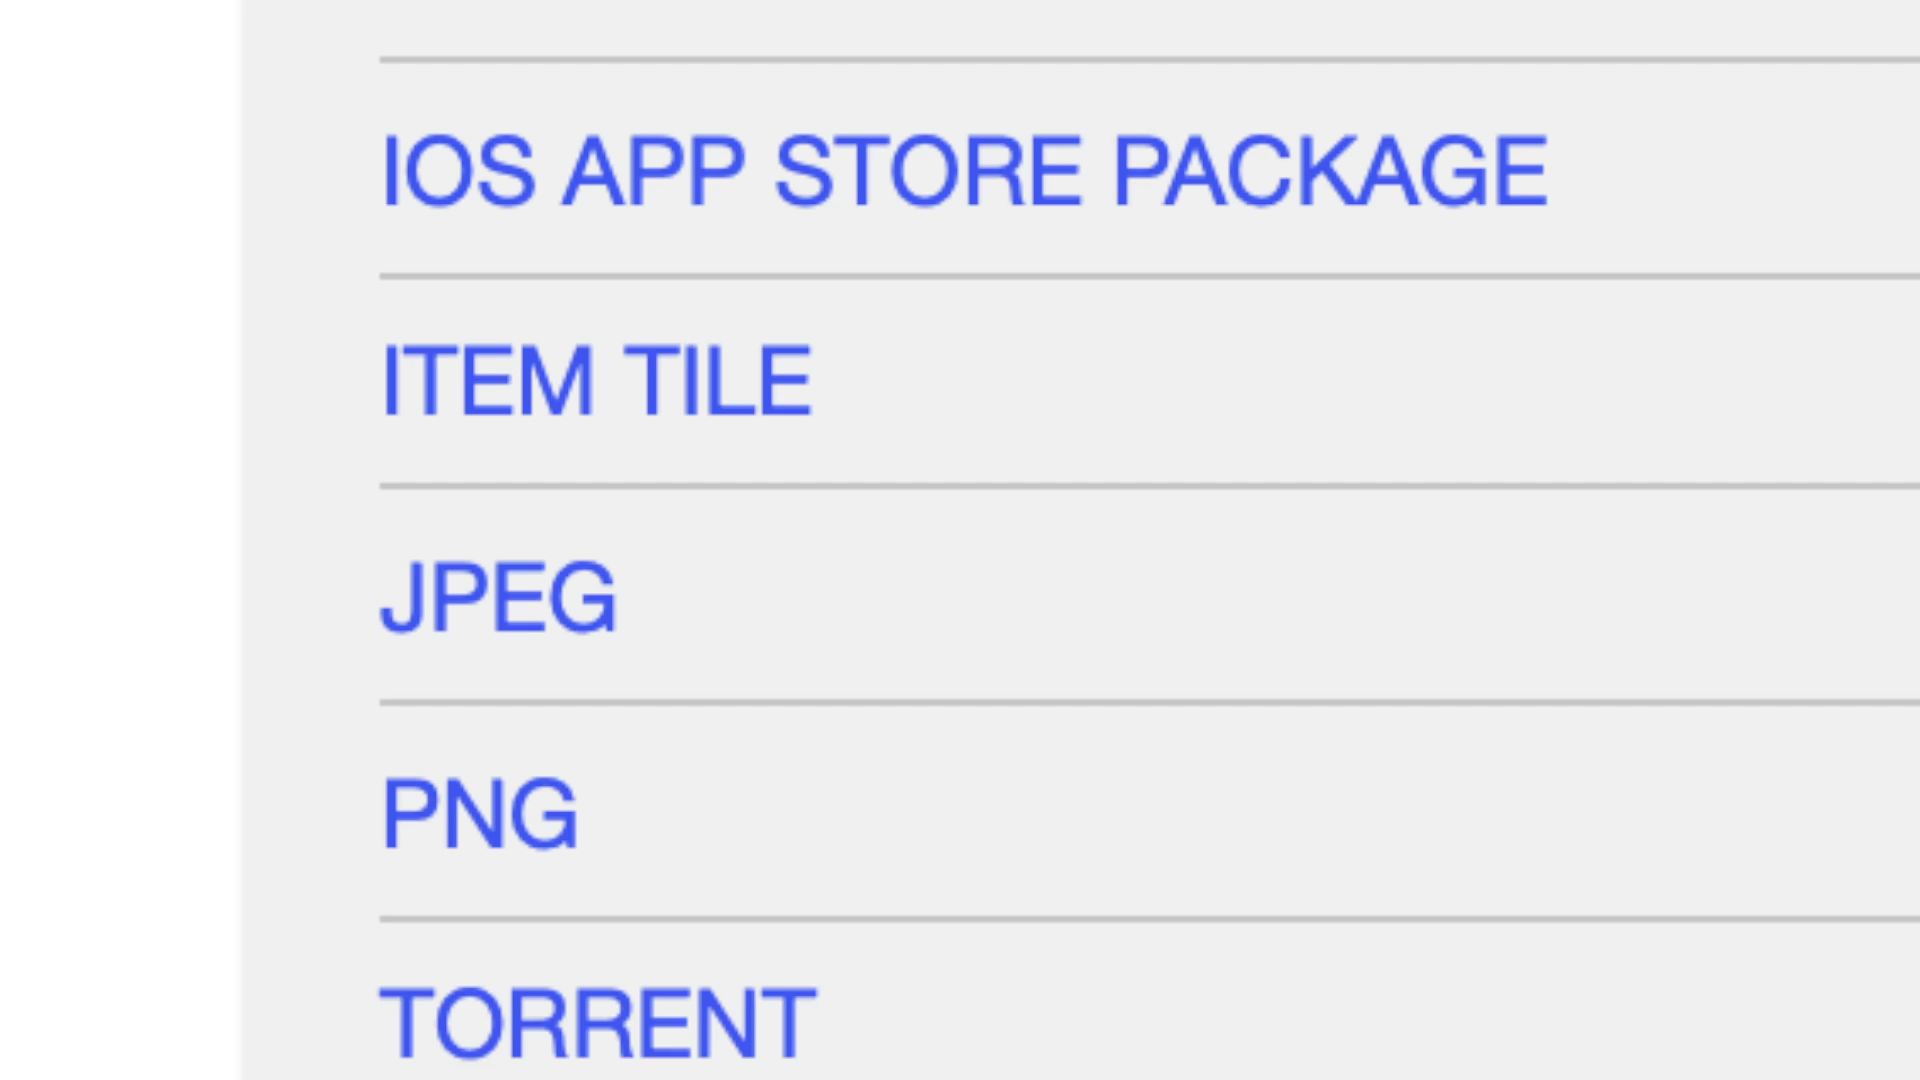 IOS APP STORE PACKAGE
ITEM TILE
JPEG
PNG
TORRENT